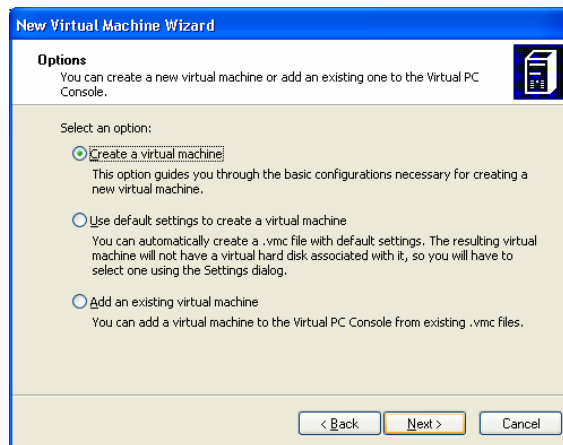 New Virtual Machine Wizard
Options
You can create a new virtual machine or add an existing one to the Virtual PC
Console.
Select an option:
Create a virtual machine
This option guides you through the basic configurations necessary for creating a
new virtual machine.
Use default settings to create a virtual machine
You can automatically create a .vmc file with default settings. The resulting virtual
machine will not have a virtual hard disk associated with it, so you will have to
select one using the Settings dialog.
Add an existing virtual machine
You can add a virtual machine to the Virtual PC Console from existing .vmc files.
< Back Next > Cancel